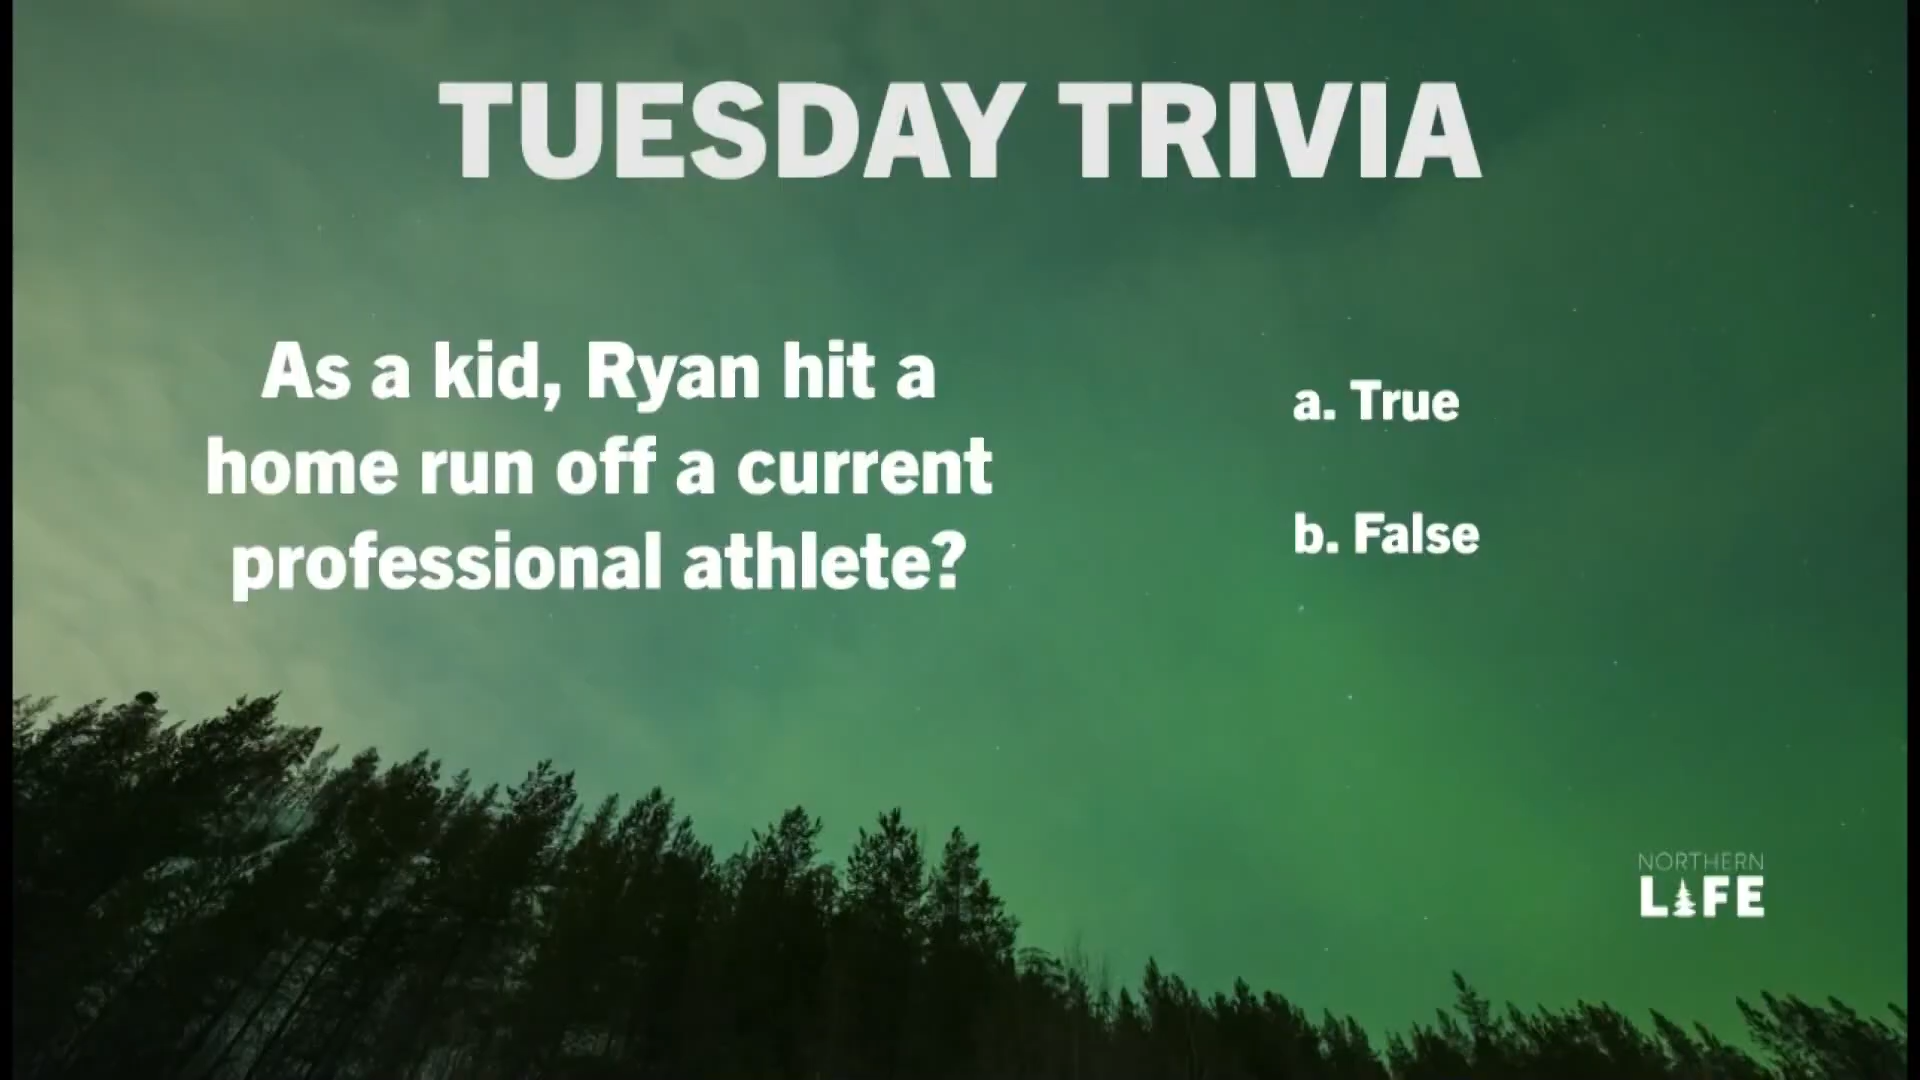 TUESDAY TRIVIA
As a kid, Ryan hit a
home run off a current
professional athlete?
a. True
b. False
NORTHERN
LIFE